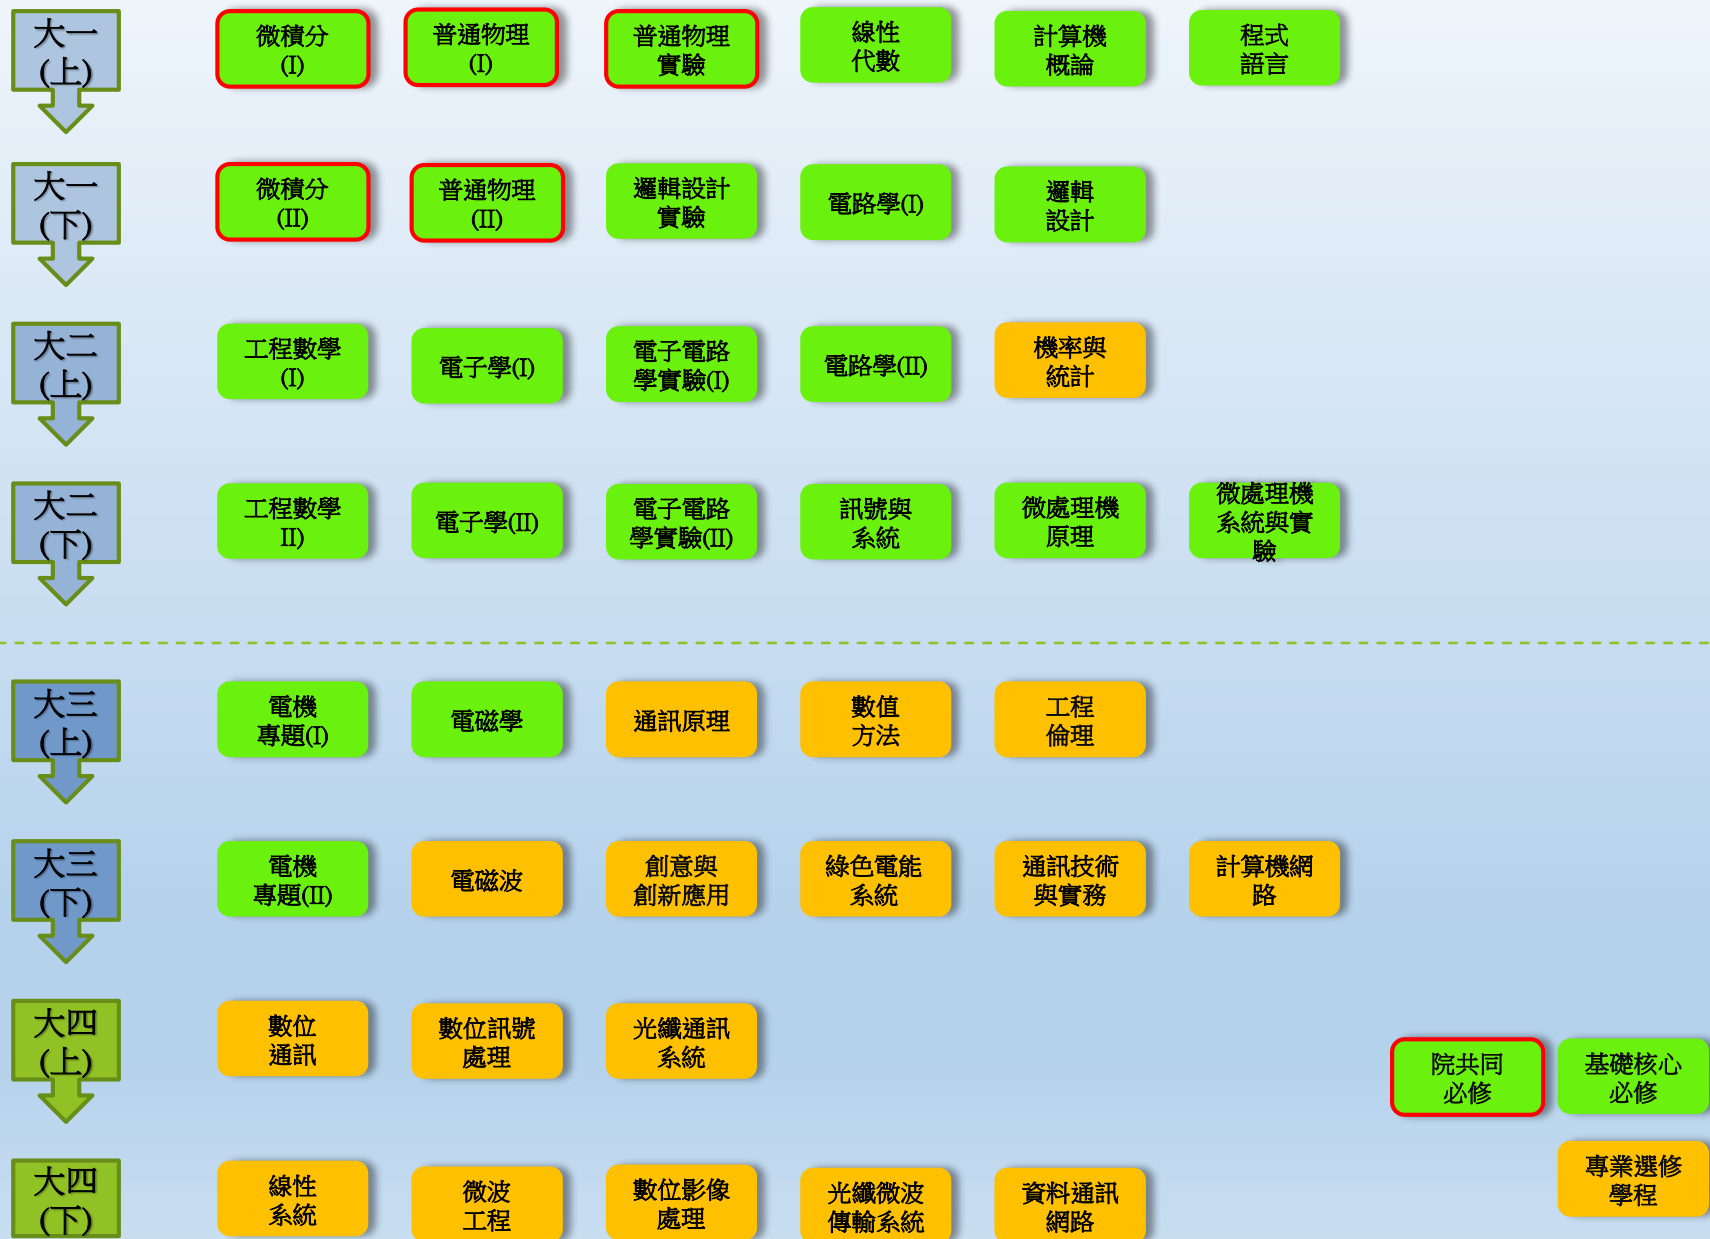 大一
(上)
微積分
(I)
普通物理
(I)
普通物理
實驗
線性
代數
計算機
概論
程式
語言
大一
(下)
微積分
(II)
普通物理
(II)
邏輯設計
實驗
電路學(I)
邏輯
設計
大二
(上)
工程數學
(I)
電子學(I)
電子電路
學實驗(I)
電路學(II)
機率與
統計
大二
(下)
工程數學
II)
電子學(II)
電子電路
學實驗(II)
訊號與
系統
微處理機
原理
微處理機
系統與實
驗
大三
(上)
電機
專題(I)
電磁學
通訊原理
數值
方法
工程
倫理
大三
(下)
電機
專題(II)
電磁波
創意與
創新應用
綠色電能
系統
通訊技術
與實務
計算機網
路
大四
(上)
數位
通訊
數位訊號
處理
光纖通訊
系統
院共同
必修
基礎核心
必修
大四
(下)
線性
系統
微波
工程
數位影像
處理
光纖微波
傳輸系統
資料通訊
網路
專業選修
學程